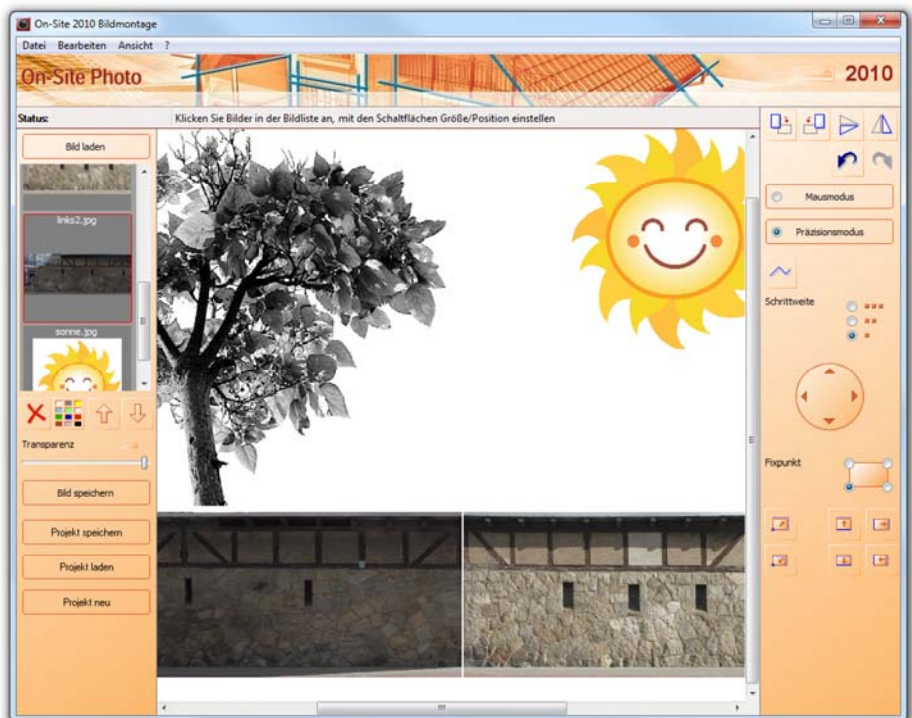 On-Site 2010 Bildmontage
Datei Bearbeiten Ansicht ?
On-Site Photo
2010
Status:
Klicken Sie Bilder in der Bildliste an, mit den Schaltflächen Größe/Position einstellen
Bild laden
links2.jpg
sonne.jpg
Transparenz
Bild speichern
Projekt speichern
Projekt laden
Projekt neu
Mausmodus
Präzisionsmodus
Schrittweite
Fixpunkt